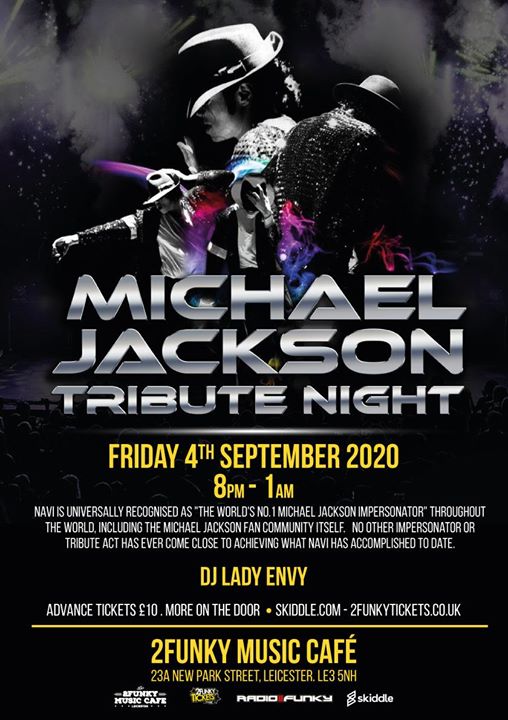 MICHAEL
JACKSON
TRIBUTE NIGHT
FRIDAY 4TH SEPTEMBER 2020
8PM - 1AM
NAVI IS UNIVERSALLY RECOGNISED AS "THE WORLD'S NO.1 MICHAEL JACKSON IMPERSONATOR" THROUGHOUT
THE WORLD, INCLUDING THE MICHAEL JACKSON FAN COMMUNITY ITSELF. NO OTHER IMPERSONATOR OR
TRIBUTE ACT HAS EVER COME CLOSE TO ACHIEVING WHAT NAVI HAS ACCOMPLISHED TO DATE.
DJ LADY ENVY
ADVANCE TICKETS £10 . MORE ON THE DOOR • SKIDDLE.COM - 2FUNKYTICKETS.CO.UK
2FUNKY MUSIC CAFÉ
23A NEW PARK STREET, LEICESTER. LE3 5NH
2FUNKY MUSIC CAFE LEICESTER 2FUNKY TICKETS RADIO2FUNKY skiddle